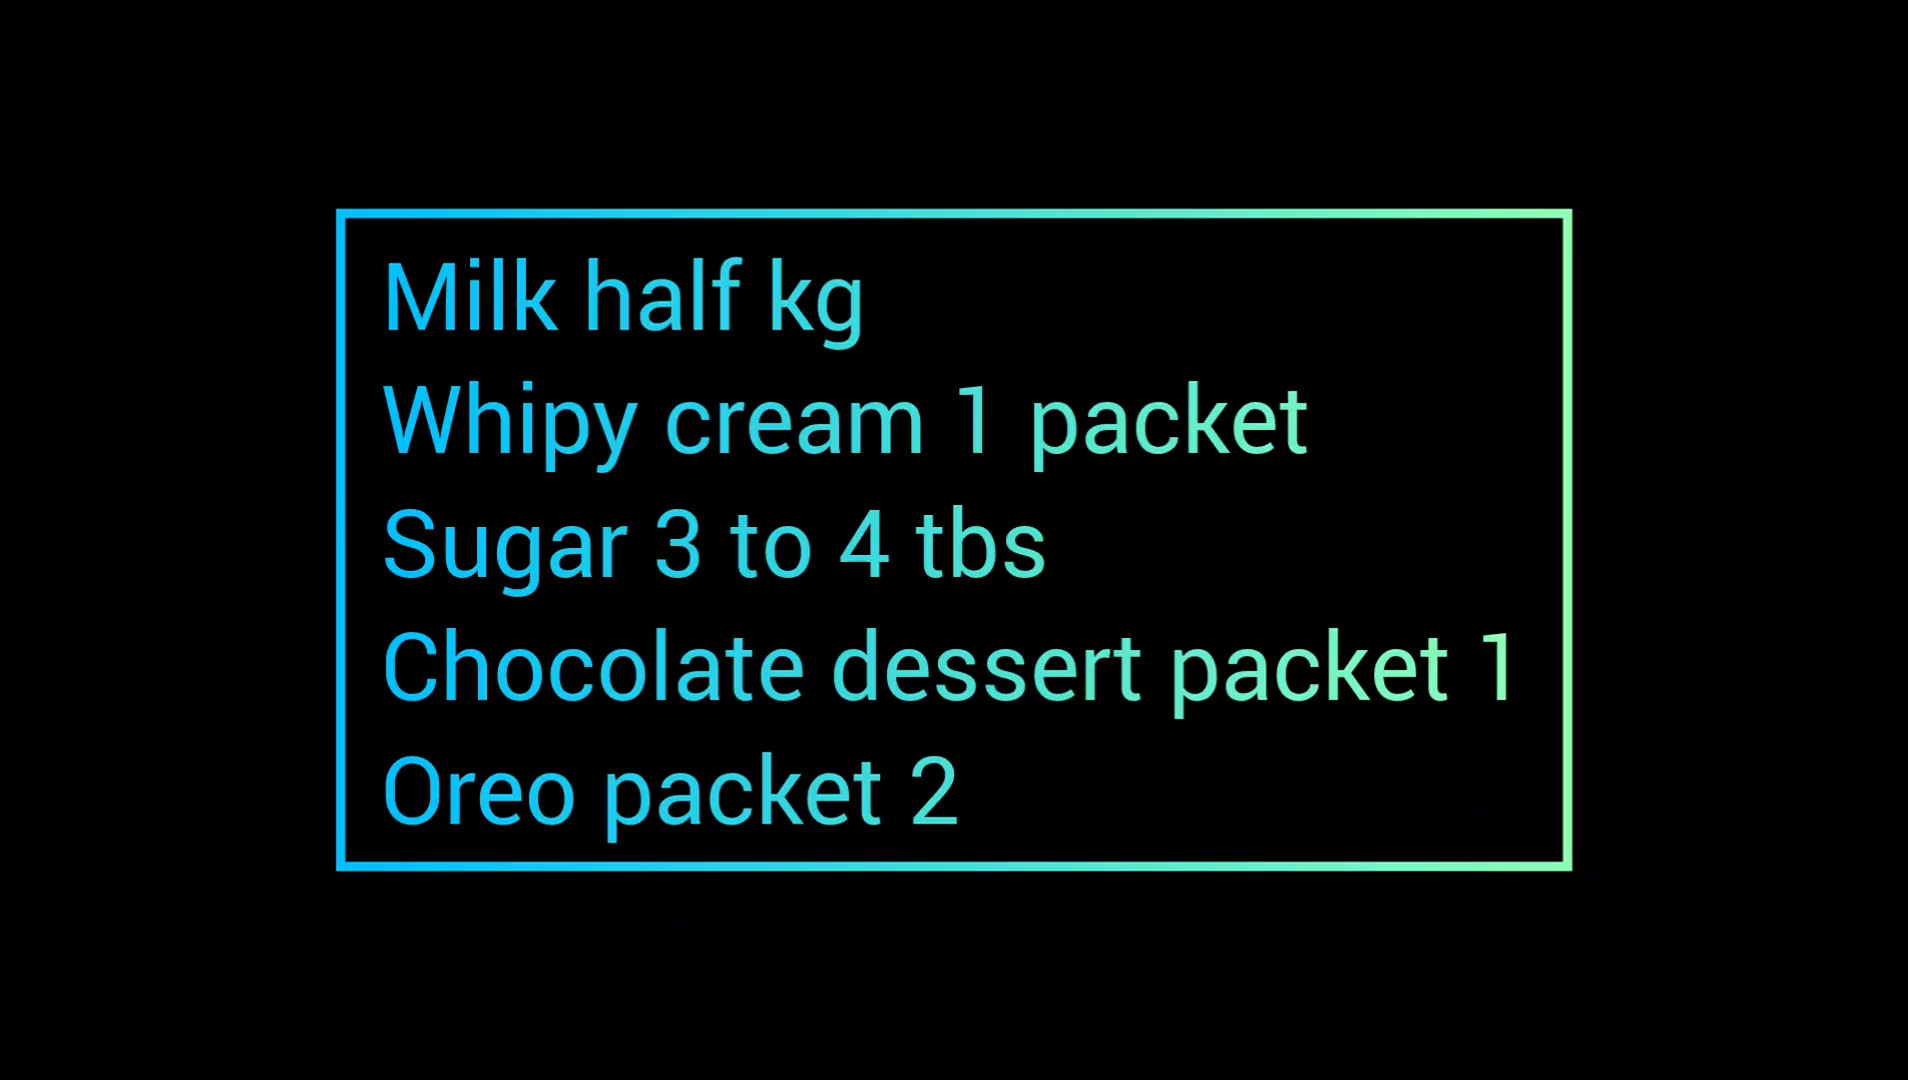 Milk half kg
Whipy cream 1 packet
Sugar 3 to 4 tbs
Chocolate dessert packet 1
Oreo packet 2